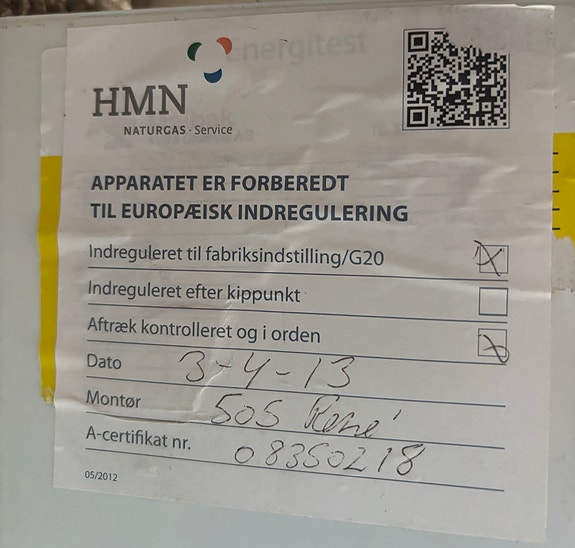 Energitest
HMN
NATURGAS · Service
APPARATET ER FORBEREDT
TIL EUROPÆISK INDREGULERING
Indreguleret til fabriksindstilling/G20
Indreguleret efter kippunkt
Aftræk kontrolleret og i orden
Dato 3-4-13
Montør 505 René
A-certifikat nr. 08350218
05/2012